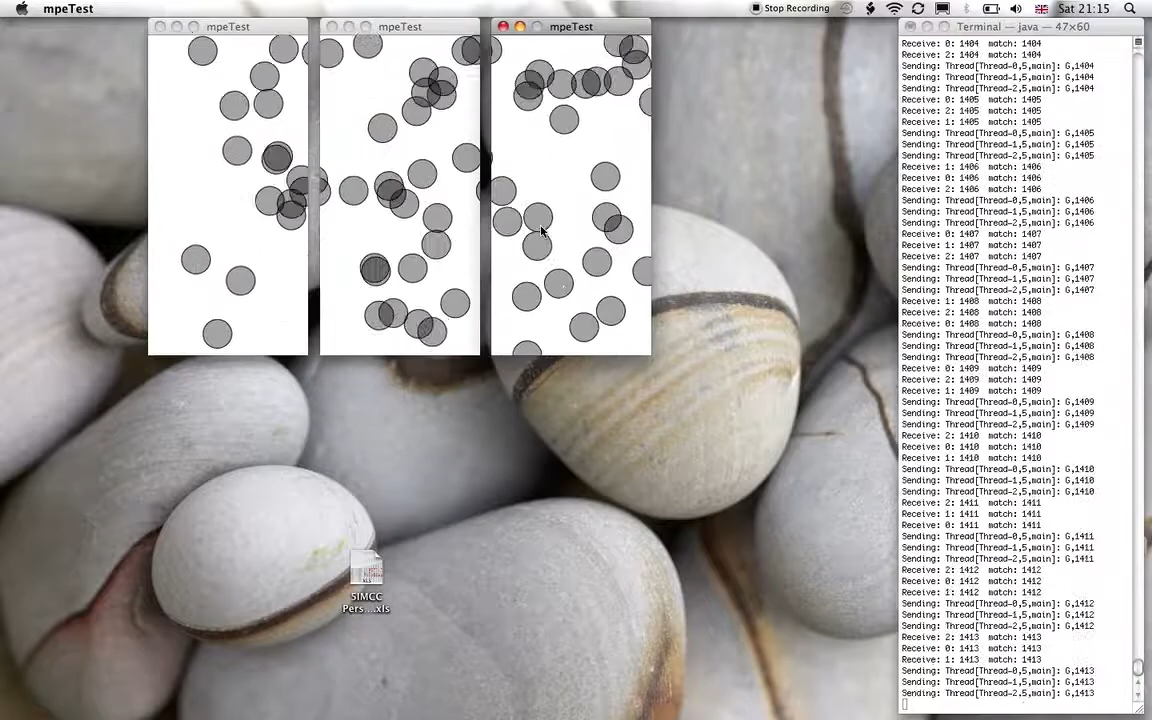 mpeTest
Stop Recording
Sat 21:15
mpeTest
mpeTest
mpeTest
Terminal — java — 47×60
Receive: 0: 1404 match: 1404
Receive: 2: 1404 match: 1404
Sending: Thread[Thread-0,5,main]: G,1404
Sending: Thread[Thread-1,5,main]: G,1404
Sending: Thread[Thread-2,5,main]: G,1404
Receive: 0: 1405 match: 1405
Receive: 2: 1405 match: 1405
Receive: 1: 1405 match: 1405
Sending: Thread[Thread-0,5,main]: G,1405
Sending: Thread[Thread-1,5,main]: G,1405
Sending: Thread[Thread-2,5,main]: G,1405
Receive: 1: 1406 match: 1406
Receive: 0: 1406 match: 1406
Receive: 2: 1406 match: 1406
Sending: Thread[Thread-0,5,main]: G,1406
Sending: Thread[Thread-1,5,main]: G,1406
Sending: Thread[Thread-2,5,main]: G,1406
Receive: 0: 1407 match: 1407
Receive: 1: 1407 match: 1407
Receive: 2: 1407 match: 1407
Sending: Thread[Thread-0,5,main]: G,1407
Sending: Thread[Thread-1,5,main]: G,1407
Sending: Thread[Thread-2,5,main]: G,1407
Receive: 1: 1408 match: 1408
Receive: 2: 1408 match: 1408
Receive: 0: 1408 match: 1408
Sending: Thread[Thread-0,5,main]: G,1408
Sending: Thread[Thread-1,5,main]: G,1408
Sending: Thread[Thread-2,5,main]: G,1408
Receive: 0: 1409 match: 1409
Receive: 2: 1409 match: 1409
Receive: 1: 1409 match: 1409
Sending: Thread[Thread-0,5,main]: G,1409
Sending: Thread[Thread-1,5,main]: G,1409
Sending: Thread[Thread-2,5,main]: G,1409
Receive: 2: 1410 match: 1410
Receive: 0: 1410 match: 1410
Receive: 1: 1410 match: 1410
Sending: Thread[Thread-0,5,main]: G,1410
Sending: Thread[Thread-1,5,main]: G,1410
Sending: Thread[Thread-2,5,main]: G,1410
Receive: 2: 1411 match: 1411
Receive: 1: 1411 match: 1411
Receive: 0: 1411 match: 1411
Sending: Thread[Thread-0,5,main]: G,1411
Sending: Thread[Thread-1,5,main]: G,1411
Sending: Thread[Thread-2,5,main]: G,1411
Receive: 2: 1412 match: 1412
Receive: 0: 1412 match: 1412
Receive: 1: 1412 match: 1412
Sending: Thread[Thread-0,5,main]: G,1412
Sending: Thread[Thread-1,5,main]: G,1412
Sending: Thread[Thread-2,5,main]: G,1412
Receive: 2: 1413 match: 1413
Receive: 0: 1413 match: 1413
Receive: 1: 1413 match: 1413
Sending: Thread[Thread-0,5,main]: G,1413
Sending: Thread[Thread-1,5,main]: G,1413
Sending: Thread[Thread-2,5,main]: G,1413
XLS
SIMCC
Pers....xls